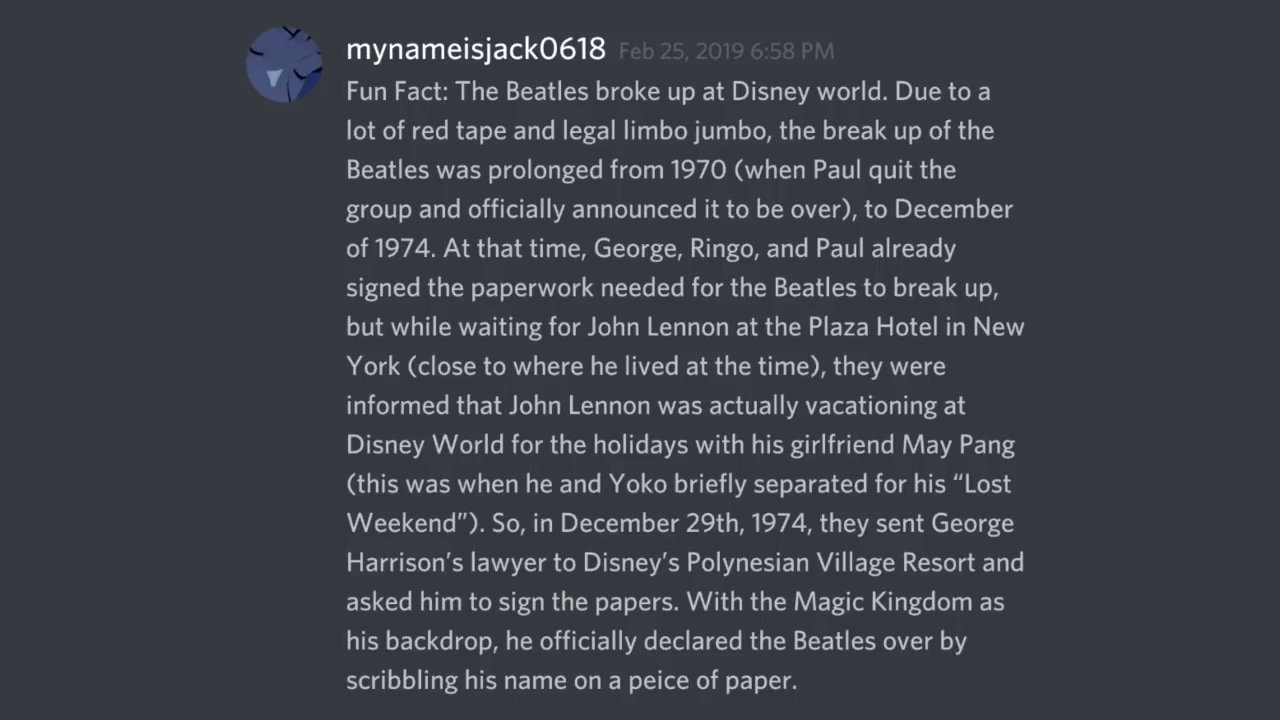 mynameisjack0618 Feb 25, 2019 6:58 PM
Fun Fact: The Beatles broke up at Disney world. Due to a
lot of red tape and legal limbo jumbo, the break up of the
Beatles was prolonged from 1970 (when Paul quit the
group and officially announced it to be over), to December
of 1974. At that time, George, Ringo, and Paul already
signed the paperwork needed for the Beatles to break up,
but while waiting for John Lennon at the Plaza Hotel in New
York (close to where he lived at the time), they were
informed that John Lennon was actually vacationing at
Disney World for the holidays with his girlfriend May Pang
(this was when he and Yoko briefly separated for his “Lost
Weekend”). So, in December 29th, 1974, they sent George
Harrison’s lawyer to Disney’s Polynesian Village Resort and
asked him to sign the papers. With the Magic Kingdom as
his backdrop, he officially declared the Beatles over by
scribbling his name on a peice of paper.